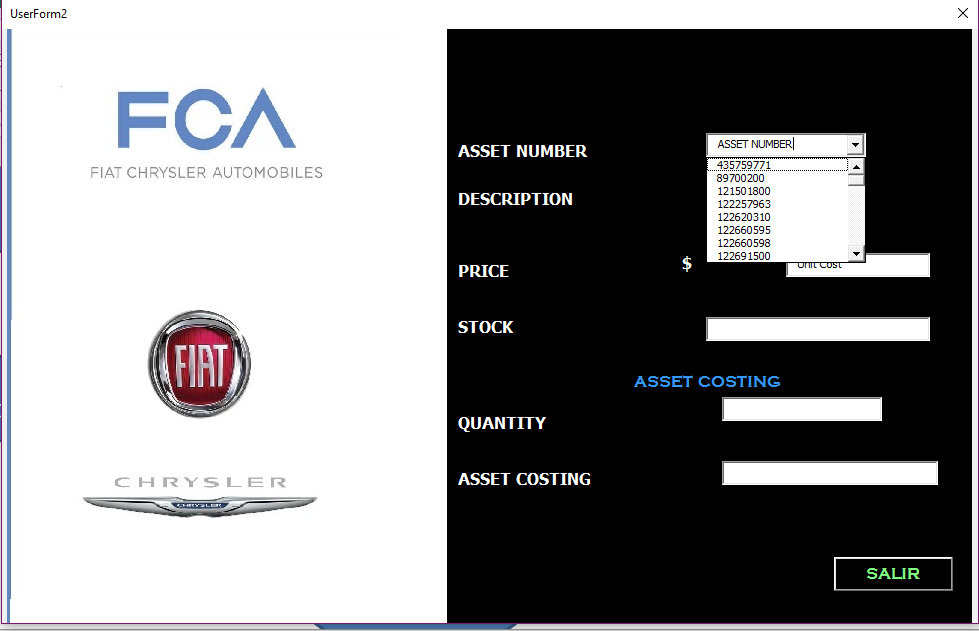 UserForm2
FCA
FIAT CHRYSLER AUTOMOBILES
FIAT
CHRYSLER
CHRYSLER
ASSET NUMBER
ASSET NUMBER
435759771
89700200
121501800
122257963
122620310
122660595
122660598
122691500
DESCRIPTION
PRICE
$
Unit Cost
STOCK
ASSET COSTING
QUANTITY
ASSET COSTING
SALIR